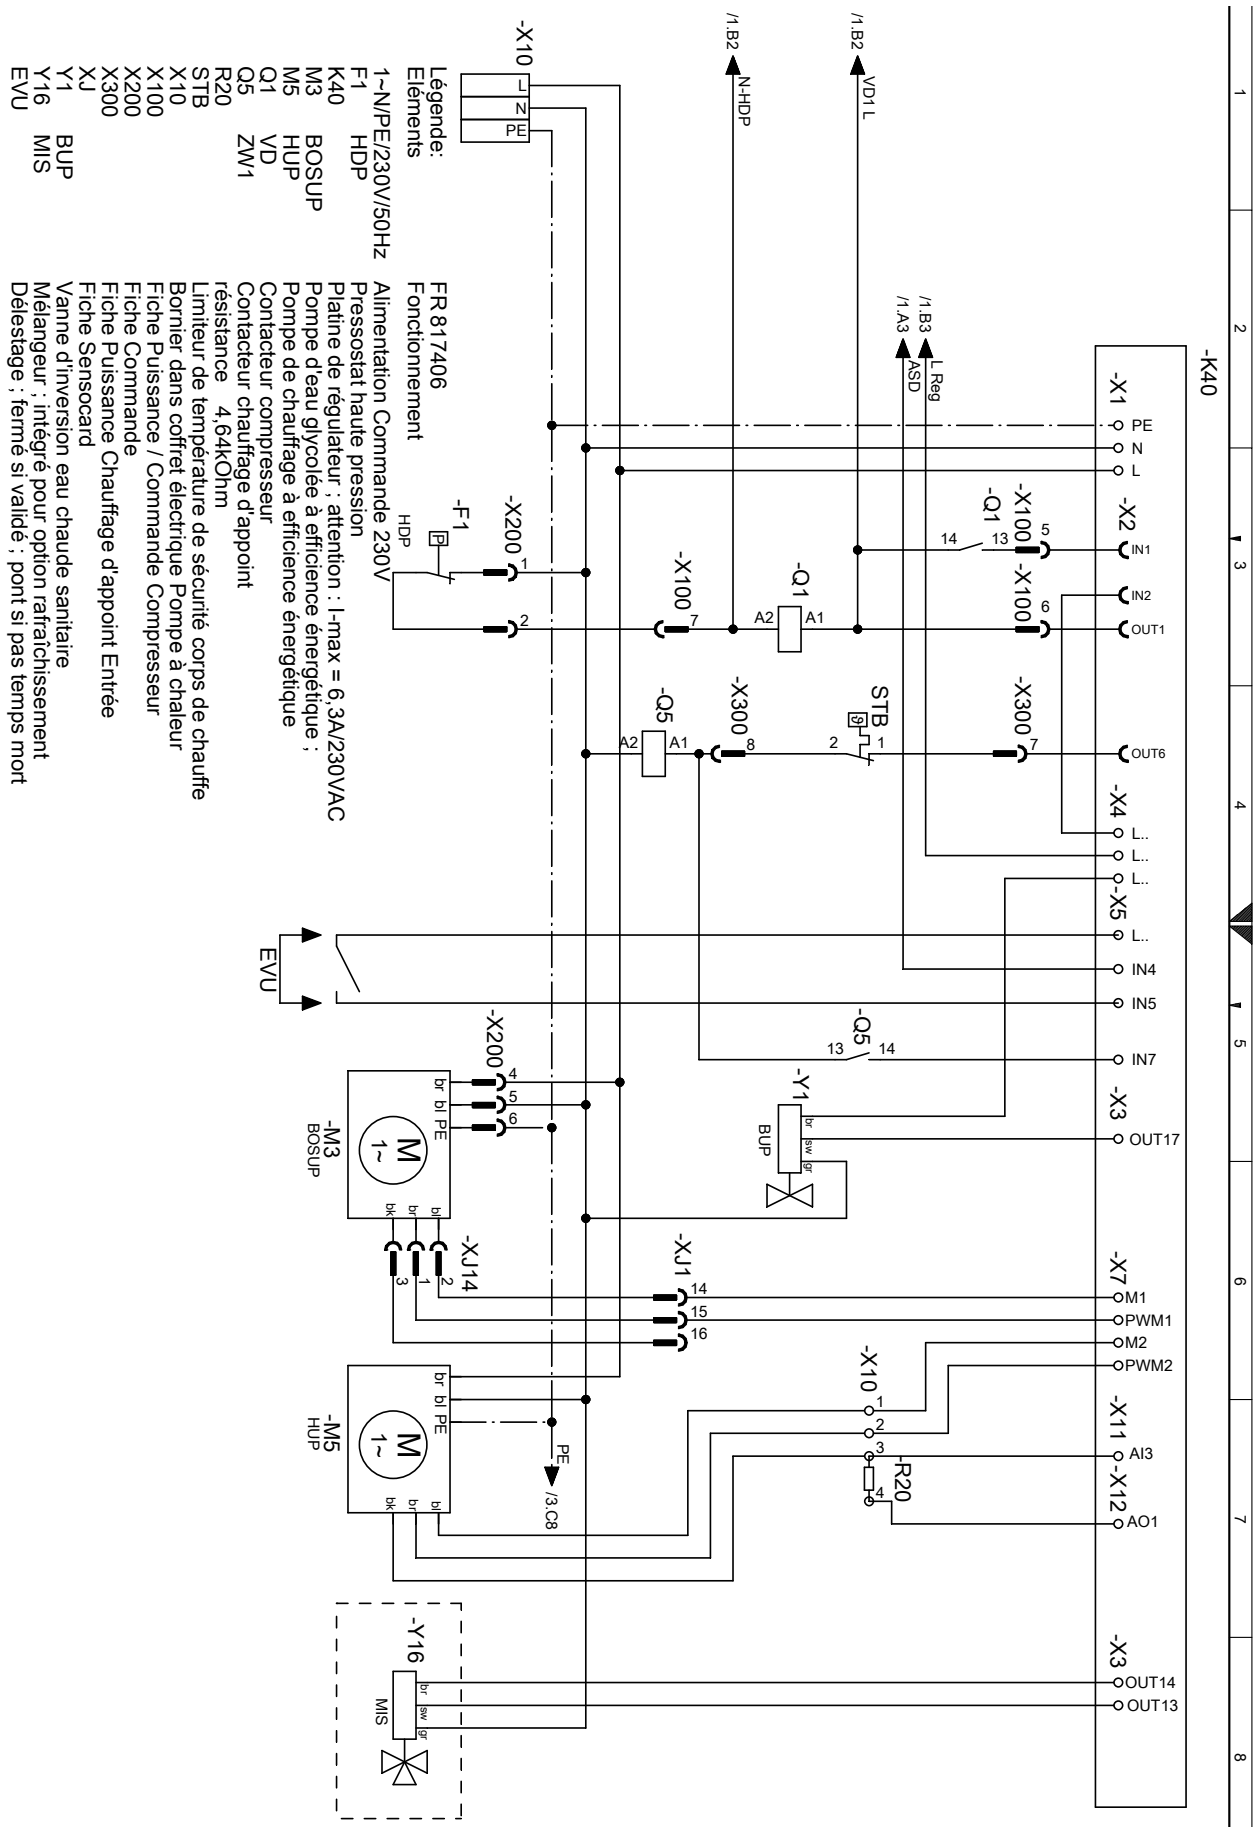 1
2
3
4
5
6
7
8
-K40
-X1
PE
N
L
-X2
IN1
IN2
OUT1
OUT6
-X4
L..
L..
L..
-X5
L..
IN4
IN5
IN7
-X3
OUT17
-X7
M1
PWM1
M2
PWM2
-X11
AI3
-X12
AO1
-X3
OUT14
OUT13
/1.B2
VD1 L
/1.B2
N-HDP
/1.B3
L Reg
/1.A3
ASD
-X100
5
-Q1
13
14
-X100
6
-Q1
A1
A2
-X100
7
-X300
7
STB
ϑ
1
2
-X300
8
-Q5
A1
A2
-Q5
13
14
-Y1
BUP
br
sw
gr
-XJ1
14
15
16
-X10
1
2
3
4
-R20
-X10
L
N
PE
-X200
1
2
-F1
P
HDP
EVU
-X200
4
5
6
br
bl
PE
M
1~
-M3
BOSUP
bk
br
bl
-XJ14
3
1
2
br
bl
PE
M
1~
-M5
HUP
bk
br
bl
PE
/3.C8
-Y16
MIS
br
sw
gr
Légende: FR 817406
Eléments Fonctionnement
1~N/PE/230V/50Hz Alimentation Commande 230V
F1 HDP Pressostat haute pression
K40 Platine de régulateur ; attention : I-max = 6,3A/230VAC
M3 BOSUP Pompe d'eau glycolée à efficience énergétique ;
M5 HUP Pompe de chauffage à efficience énergétique
Q1 VD Contacteur compresseur
Q5 ZW1 Contacteur chauffage d'appoint
R20 résistance 4,64kOhm
STB Limiteur de température de sécurité corps de chauffe
X10 Bornier dans coffret électrique Pompe à chaleur
X100 Fiche Puissance / Commande Compresseur
X200 Fiche Commande
X300 Fiche Puissance Chauffage d'appoint Entrée
XJ Fiche Sensocard
Y1 BUP Vanne d'inversion eau chaude sanitaire
Y16 MIS Mélangeur ; intégré pour option rafraîchissement
EVU Délestage ; fermé si validé ; pont si pas temps mort